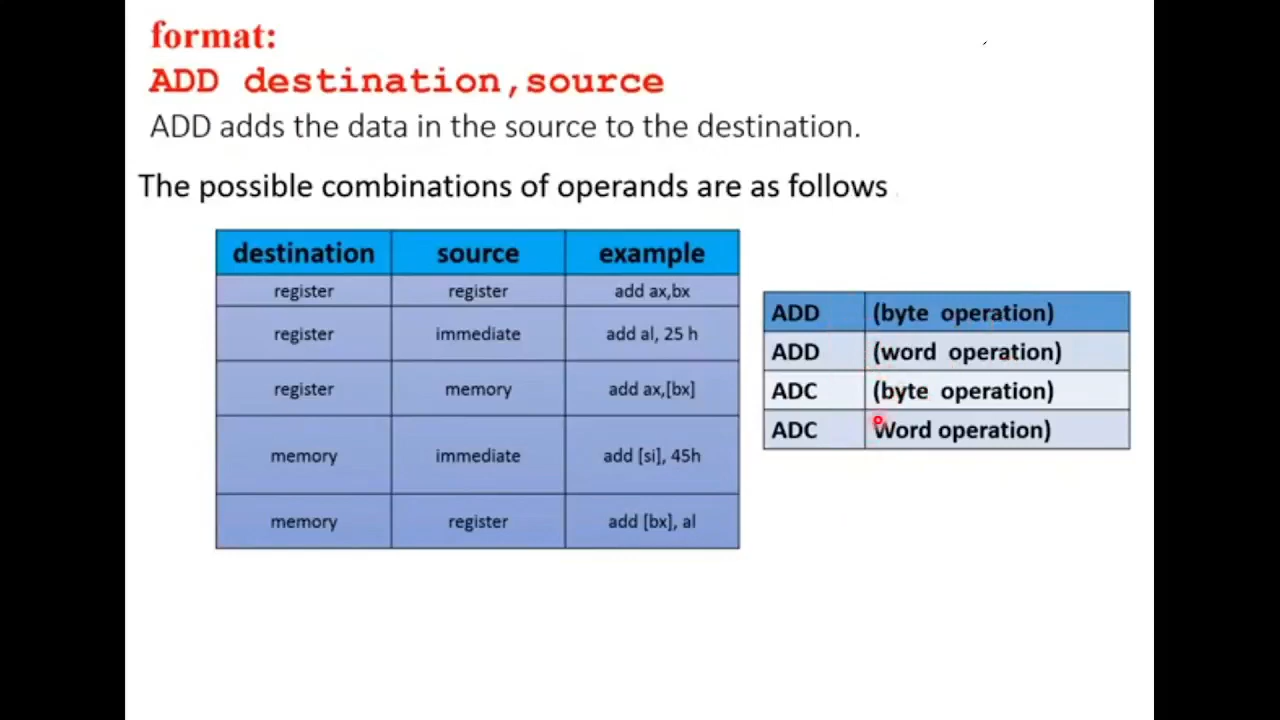 format:
ADD destination,source
ADD adds the data in the source to the destination.
The possible combinations of operands are as follows
destination source example
register register add ax,bx
register immediate add al, 25 h
register memory add ax,[bx]
memory immediate add [si], 45h
memory register add [bx], al
ADD (byte operation)
ADD (word operation)
ADC (byte operation)
ADC Word operation)